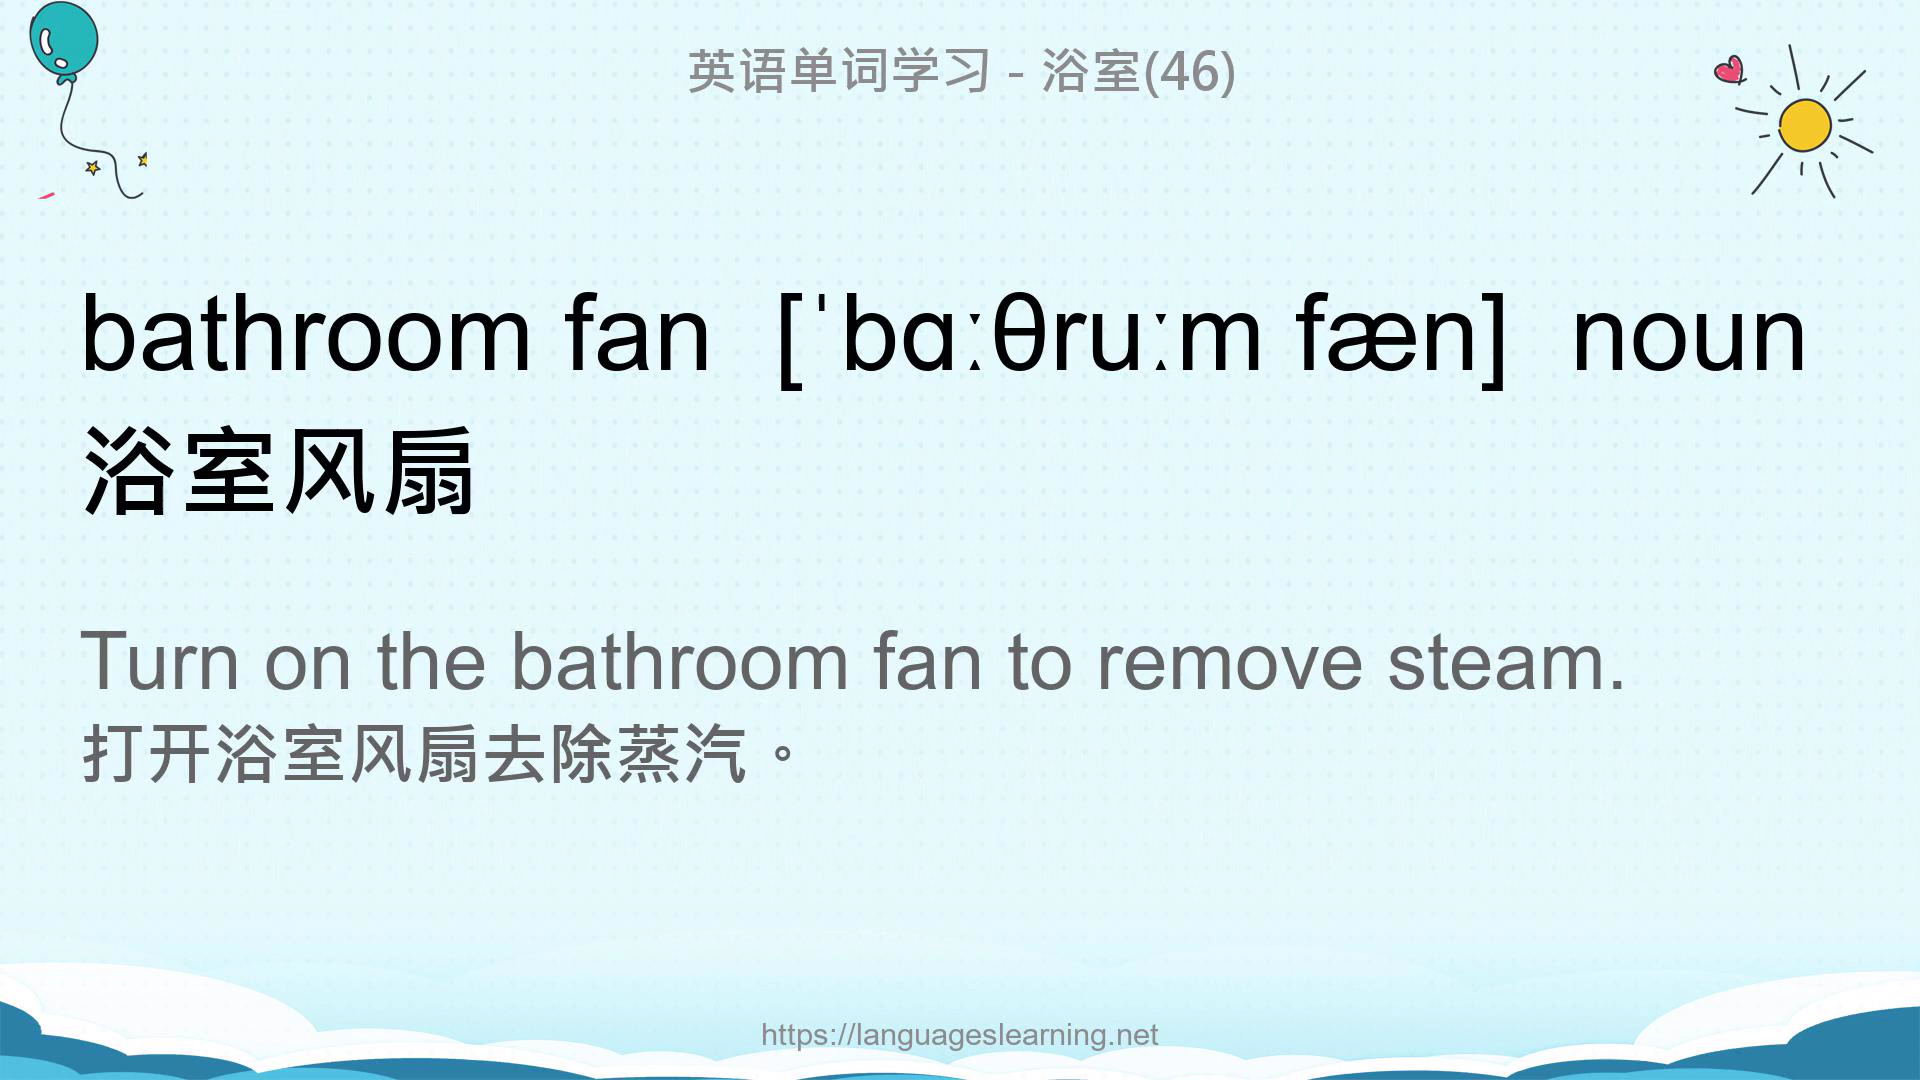 英语单词学习 - 浴室(46)
bathroom fan [ˈbɑːθruːm fæn] noun
浴室风扇
Turn on the bathroom fan to remove steam.
打开浴室风扇去除蒸汽。
https://languageslearning.net